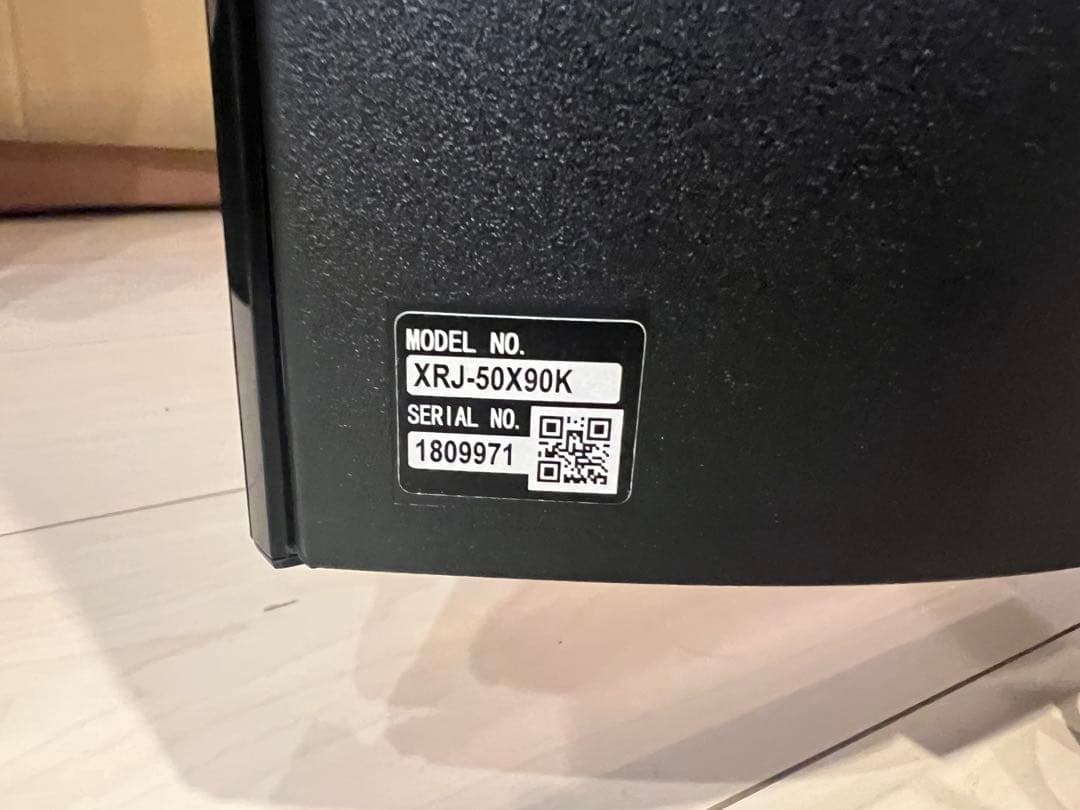 MODEL NO.
XRJ-50X90K
SERIAL NO.
1809971